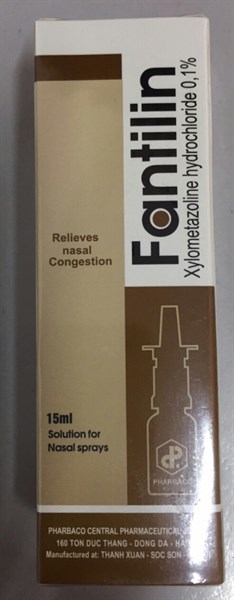 Fantilin
Xylometazoline hydrochloride 0,1%
Relieves
nasal
Congestion
15ml
Solution for
Nasal sprays
PHARBACO
PHARBACO CENTRAL PHARMACEUTICAL
160 TON DUC THANG - DONG DA -
Manufactured at: THANH XUAN - SOC SON -